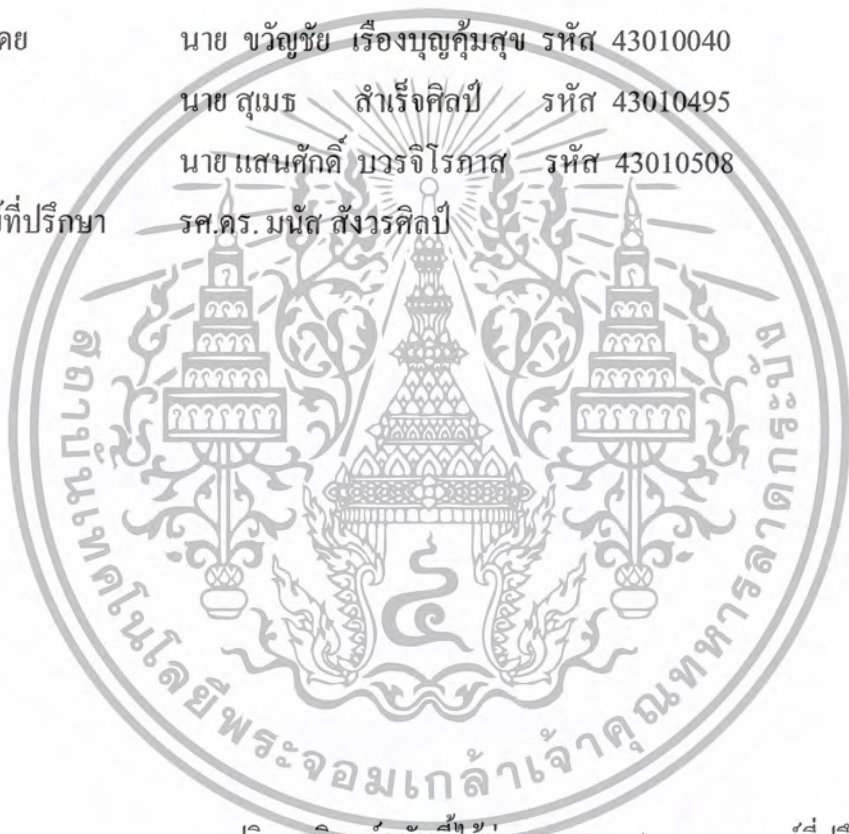 นาย ขวัญชัย เรืองบุญคุ้มสุข รหัส 43010040
นาย สุเมธ สำเร็จศิลป์ รหัส 43010495
นาย แสนศักดิ์ บวรจิโรภาส รหัส 43010508
ที่ปรึกษา รศ.ดร. มนัส สังวรศิลป์
สถาบันเทคโนโลยีพระจอมเกล้าเจ้าคุณทหารลาดกระบัง